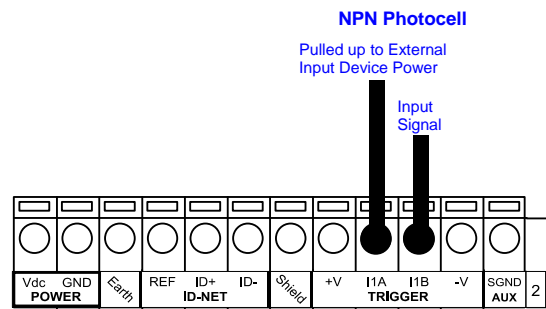 NPN Photocell
Pulled up to External
Input Device Power
Input
Signal
Vdc GND Earth REF ID+ ID- Shield +V I1A I1B -V SGND 2
POWER ID-NET TRIGGER AUX